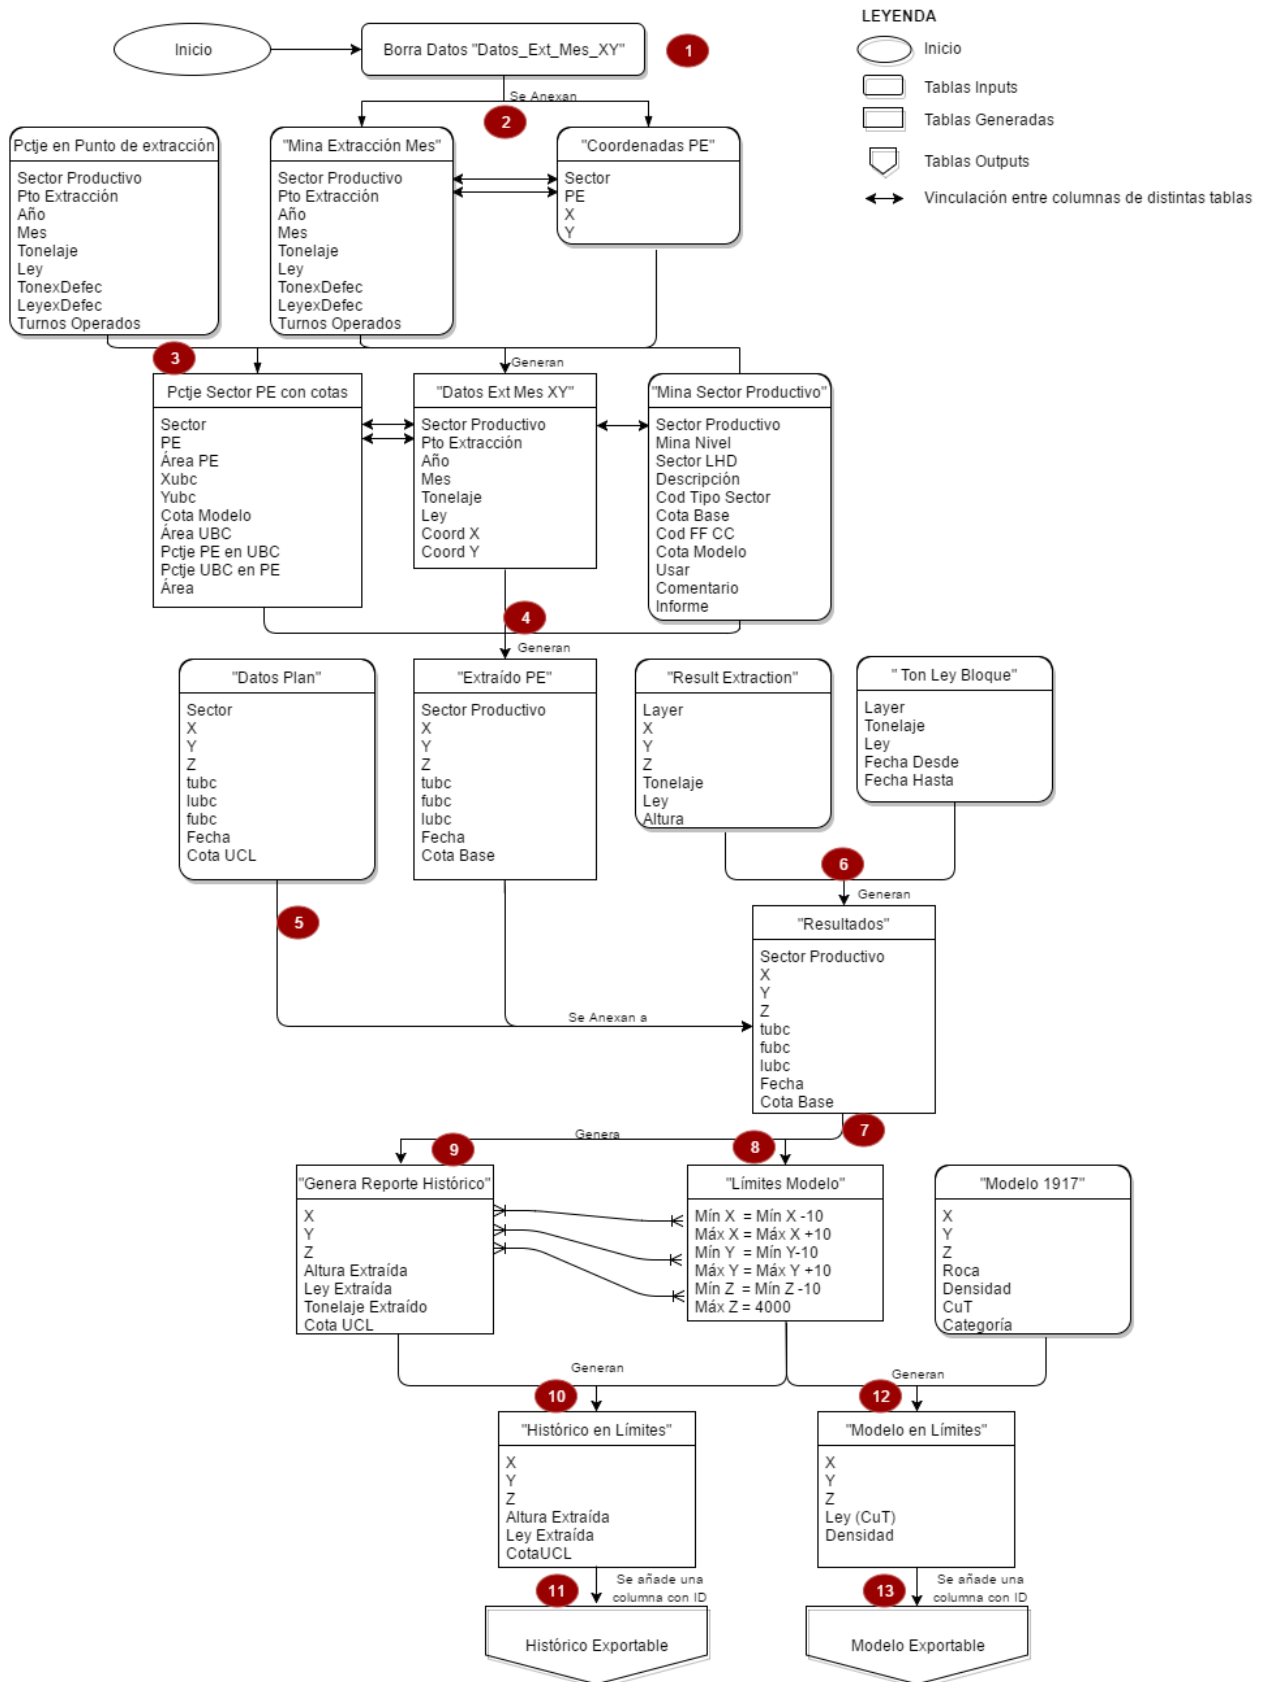 LEYENDA
Inicio
Tablas Inputs
Tablas Generadas
Tablas Outputs
Vinculación entre columnas de distintas tablas
Inicio
Borra Datos "Datos_Ext_Mes_XY"
1
Se Anexan
2
Pctje en Punto de extracción
Sector Productivo
Pto Extracción
Año
Mes
Tonelaje
Ley
TonexDefec
LeyexDefec
Turnos Operados
"Mina Extracción Mes"
Sector Productivo
Pto Extracción
Año
Mes
Tonelaje
Ley
TonexDefec
LeyexDefec
Turnos Operados
"Coordenadas PE"
Sector
PE
X
Y
3
Generan
Pctje Sector PE con cotas
Sector
PE
Área PE
Xubc
Yubc
Cota Modelo
Área UBC
Pctje PE en UBC
Pctje UBC en PE
Área
"Datos Ext Mes XY"
Sector Productivo
Pto Extracción
Año
Mes
Tonelaje
Ley
Coord X
Coord Y
"Mina Sector Productivo"
Sector Productivo
Mina Nivel
Sector LHD
Descripción
Cod Tipo Sector
Cota Base
Cod FF CC
Cota Modelo
Usar
Comentario
Informe
4
Generan
"Datos Plan"
Sector
X
Y
Z
tubc
lubc
fubc
Fecha
Cota UCL
"Extraído PE"
Sector Productivo
X
Y
Z
tubc
fubc
lubc
Fecha
Cota Base
"Result Extraction"
Layer
X
Y
Z
Tonelaje
Ley
Altura
" Ton Ley Bloque"
Layer
Tonelaje
Ley
Fecha Desde
Fecha Hasta
5
6
Generan
"Resultados"
Sector Productivo
X
Y
Z
tubc
fubc
lubc
Fecha
Cota Base
Se Anexan a
7
Genera
9
8
"Genera Reporte Histórico"
X
Y
Z
Altura Extraída
Ley Extraída
Tonelaje Extraído
Cota UCL
"Límites Modelo"
Mín X = Mín X -10
Máx X = Máx X +10
Mín Y = Mín Y-10
Máx Y = Máx Y +10
Mín Z = Mín Z -10
Máx Z = 4000
"Modelo 1917"
X
Y
Z
Roca
Densidad
CuT
Categoría
Generan
10
Generan
12
"Histórico en Límites"
X
Y
Z
Altura Extraída
Ley Extraída
CotaUCL
"Modelo en Límites"
X
Y
Z
Ley (CuT)
Densidad
11
Se añade una
columna con ID
13
Se añade una
columna con ID
Histórico Exportable
Modelo Exportable